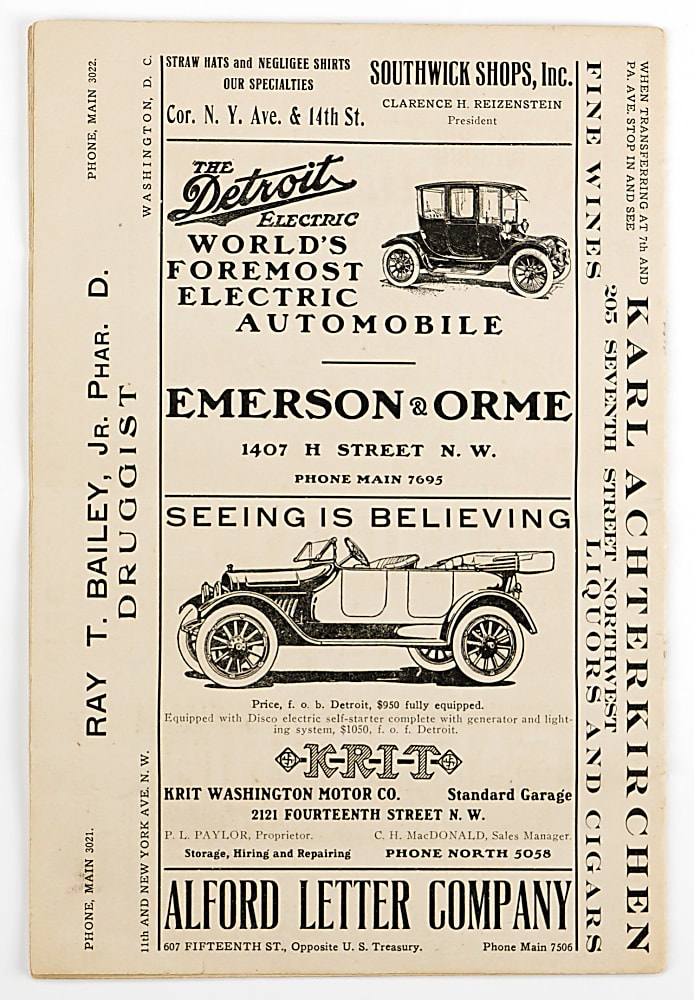 STRAW HATS and NEGLIGEE SHIRTS
OUR SPECIALTIES
Cor. N. Y. Ave. & 14th St.
SOUTHWICK SHOPS, Inc.
CLARENCE H. REIZENSTEIN
President
THE
Detroit
ELECTRIC
WORLD'S
FOREMOST
ELECTRIC
AUTOMOBILE
EMERSON & ORME
1407 H STREET N. W.
PHONE MAIN 7695
SEEING IS BELIEVING
Price, f. o. b. Detroit, $950 fully equipped.
Equipped with Disco electric self-starter complete with generator and light-
ing system, $1050, f. o. f. Detroit.
K-R-I-T
KRIT WASHINGTON MOTOR CO. Standard Garage
2121 FOURTEENTH STREET N. W.
P. L. PAYLOR, Proprietor. C. H. MacDONALD, Sales Manager.
Storage, Hiring and Repairing PHONE NORTH 5058
ALFORD LETTER COMPANY
607 FIFTEENTH ST., Opposite U. S. Treasury. Phone Main 7506
PHONE, MAIN 3021. PHONE, MAIN 3022.
RAY T. BAILEY, JR. PHAR. D.
DRUGGIST
11th AND NEW YORK AVE. N. W. WASHINGTON, D. C.
WHEN TRANSFERRING AT 7th AND
PA. AVE. STOP IN AND SEE
KARL ACHTERKIRCHEN
205 SEVENTH STREET NORTHWEST
FINE WINES LIQUORS AND CIGARS